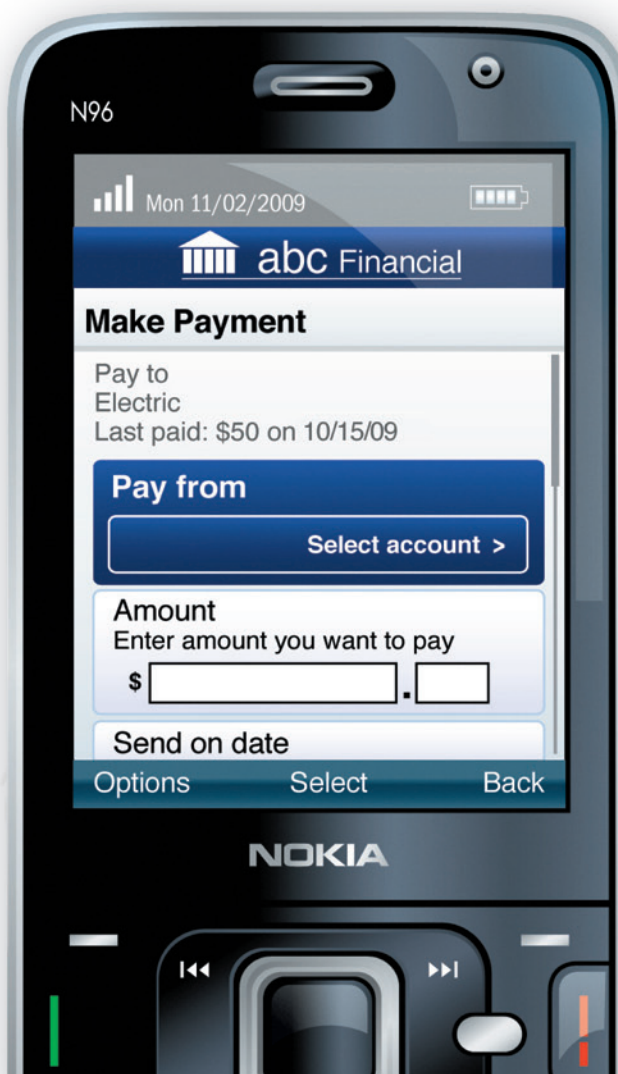 N96
Mon 11/02/2009
abc Financial
Make Payment
Pay to
Electric
Last paid: $50 on 10/15/09
Pay from
Select account >
Amount
Enter amount you want to pay
$ .
Send on date
Options Select Back
NOKIA